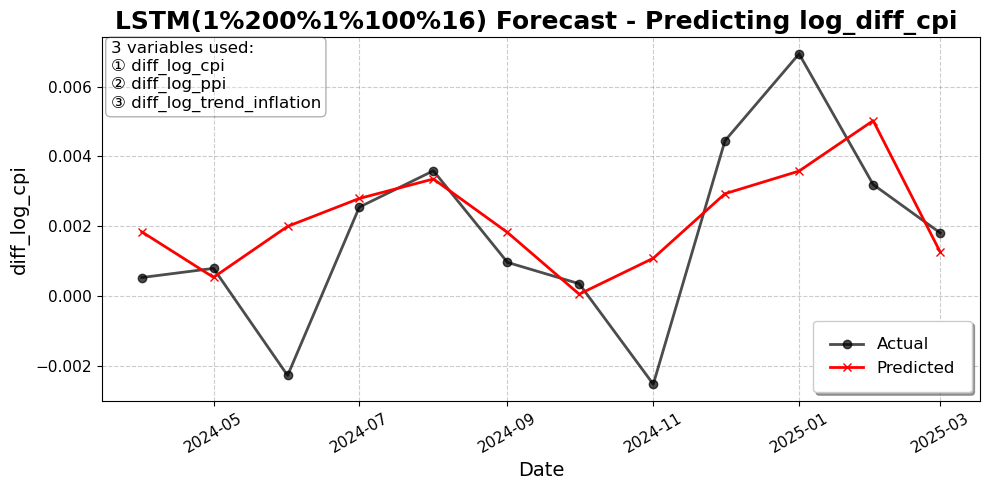 LSTM(1%200%1%100%16) Forecast - Predicting log_diff_cpi
3 variables used:
① diff_log_cpi
② diff_log_ppi
③ diff_log_trend_inflation
diff_log_cpi
0.006
0.004
0.002
0.000
−0.002
Actual
Predicted
2024-05
2024-07
2024-09
2024-11
2025-01
2025-03
Date